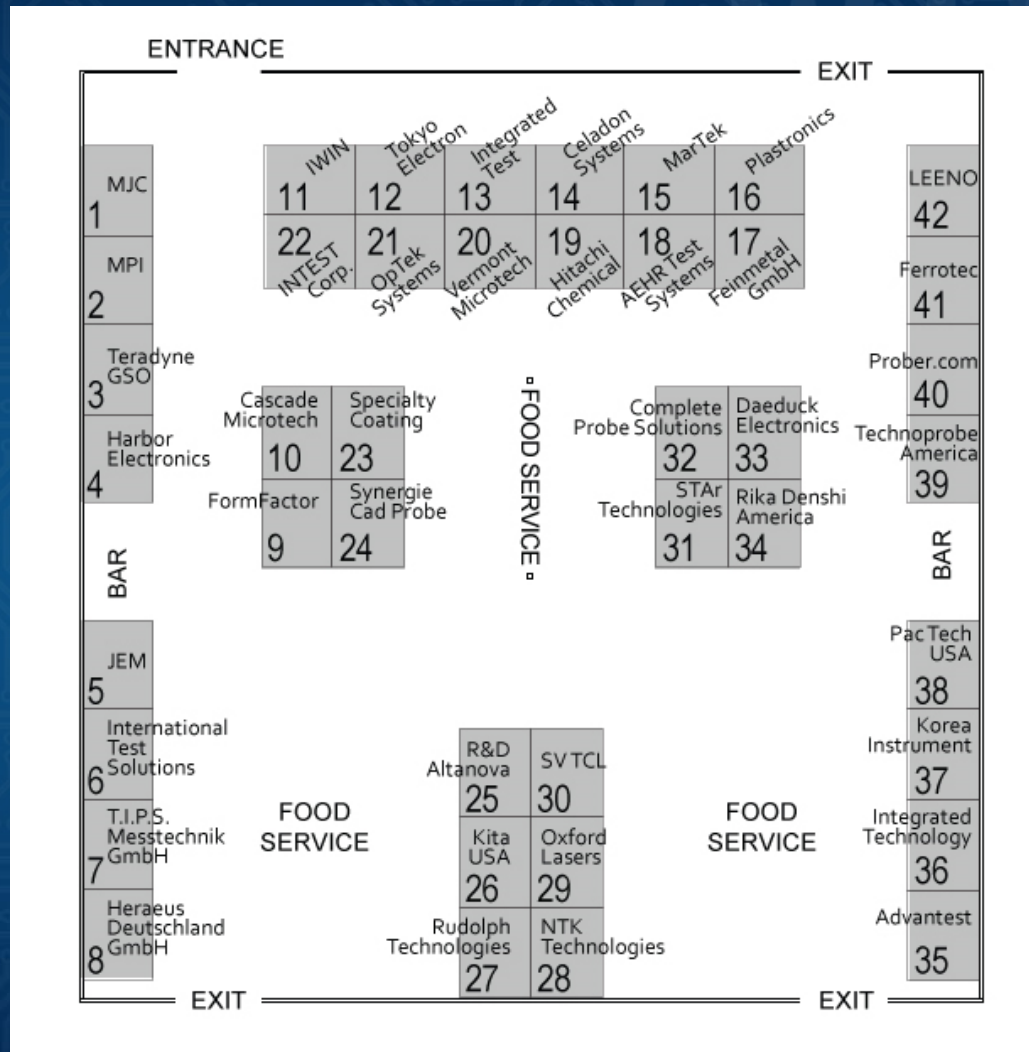 ENTRANCE
EXIT
MJC
1
MPI
2
Teradyne
GSO
3
Harbor
Electronics
4
BAR
JEM
5
International
Test
Solutions
6
T.I.P.S.
Messtechnik
GmbH
7
Heraeus
Deutschland
GmbH
8
IWIN
11
Tokyo
Electron
12
Integrated
Test
13
Celadon
Systems
14
MarTek
15
Plastronics
16
22
INTEST
Corp.
21
OpTek
Systems
20
Vermont
Microtech
19
Hitachi
Chemical
18
AEHR Test
Systems
17
Feinmetal
GmbH
Cascade
Microtech
10
Specialty
Coating
23
FormFactor
9
Synergie
Cad Probe
24
FOOD SERVICE
Complete
Probe Solutions
32
Daeduck
Electronics
33
STAr
Technologies
31
Rika Denshi
America
34
FOOD
SERVICE
R&D
Altanova
25
SV TCL
30
Kita
USA
26
Oxford
Lasers
29
Rudolph
Technologies
27
NTK
Technologies
28
FOOD
SERVICE
LEENO
42
Ferrotec
41
Prober.com
40
Technoprobe
America
39
BAR
Pac Tech
USA
38
Korea
Instrument
37
Integrated
Technology
36
Advantest
35
EXIT
EXIT